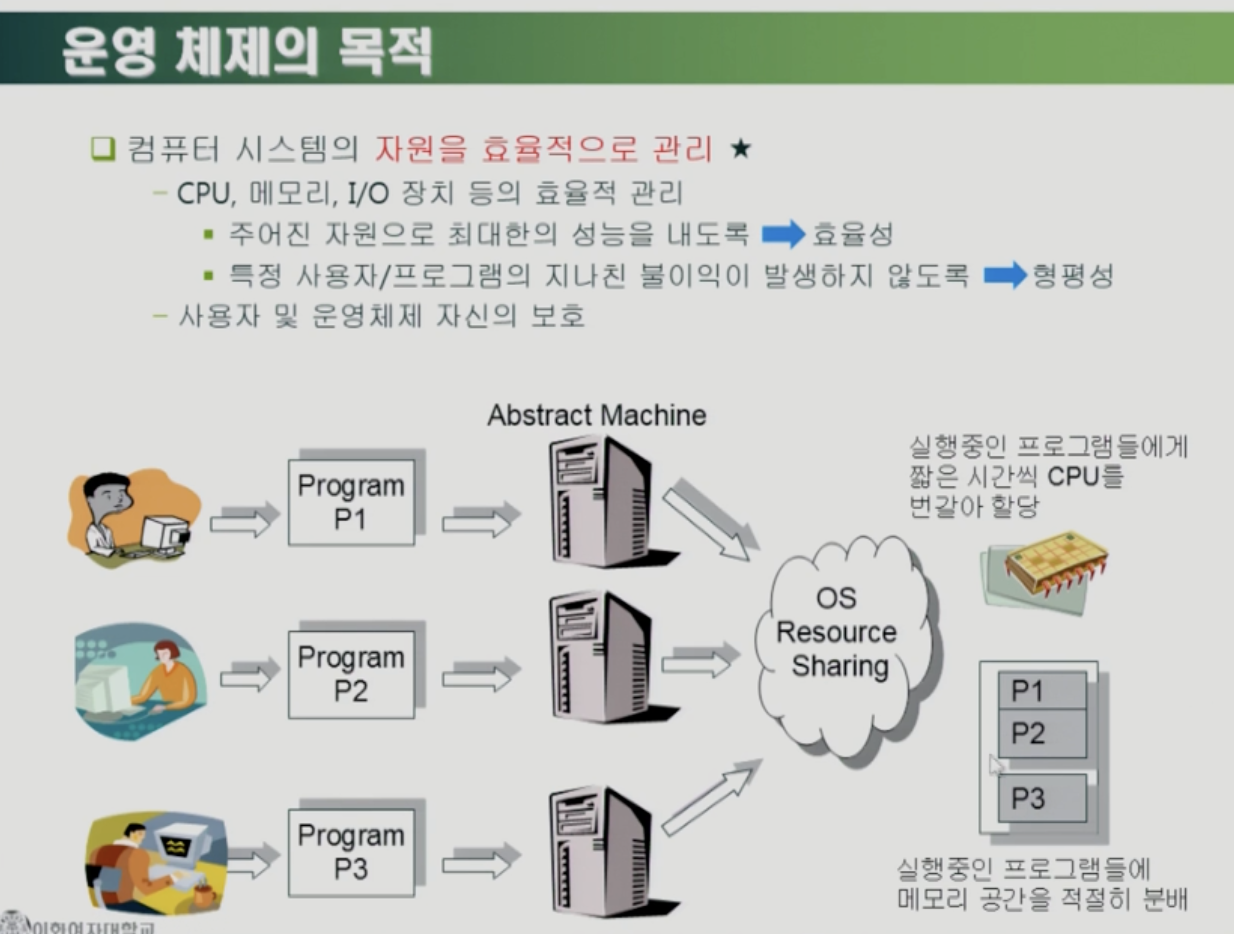 운영 체제의 목적
컴퓨터 시스템의 자원을 효율적으로 관리 ★
– CPU, 메모리, I/O 장치 등의 효율적 관리
▪ 주어진 자원으로 최대한의 성능을 내도록 효율성
▪ 특정 사용자/프로그램의 지나친 불이익이 발생하지 않도록 형평성
– 사용자 및 운영체제 자신의 보호
Abstract Machine
실행중인 프로그램들에게
짧은 시간씩 CPU를
번갈아 할당
Program
P1
Program
P2
Program
P3
OS
Resource
Sharing
P1
P2
P3
실행중인 프로그램들에
메모리 공간을 적절히 분배
이화여자대학교